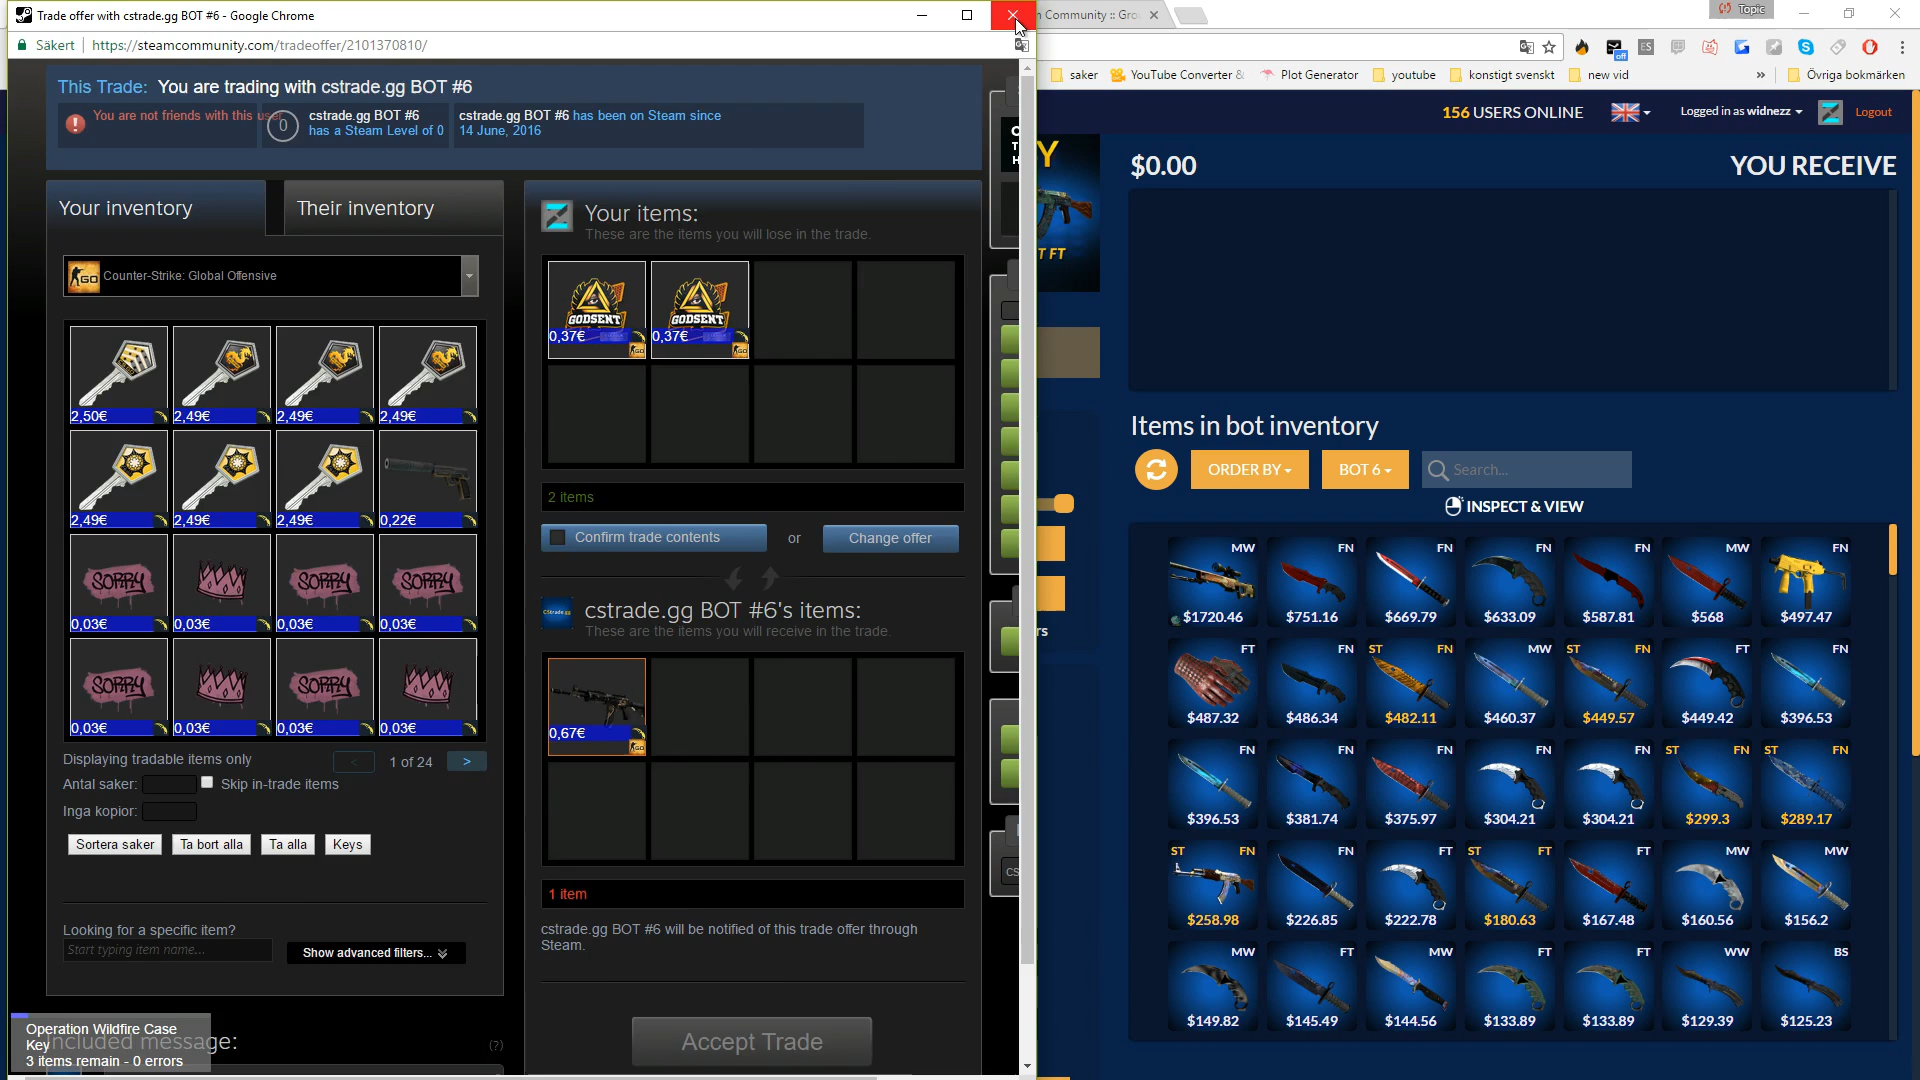 Trade offer with cstrade.gg BOT #6 - Google Chrome
Säkert
https://steamcommunity.com/tradeoffer/2101370810/
This Trade: You are trading with cstrade.gg BOT #6
You are not friends with this user
0
cstrade.gg BOT #6
has a Steam Level of 0
cstrade.gg BOT #6 has been on Steam since
14 June, 2016
Your inventory
Their inventory
Counter-Strike: Global Offensive
2,50€ 2,49€ 2,49€ 2,49€
2,49€ 2,49€ 2,49€ 0,22€
SORRY SORRY SORRY
0,03€ 0,03€ 0,03€ 0,03€
SORRY SORRY
0,03€ 0,03€ 0,03€ 0,03€
Displaying tradable items only
< 1 of 24 >
Antal saker:
Skip in-trade items
Inga kopior:
Sortera saker
Ta bort alla
Ta alla
Keys
Looking for a specific item?
Start typing item name...
Show advanced filters...
Operation Wildfire Case
Key
3 items remain - 0 errors
Included message:
(?)
Your items:
These are the items you will lose in the trade.
GODSENT GODSENT
0,37€ 0,37€
2 items
Confirm trade contents
or
Change offer
cstrade.gg BOT #6's items:
These are the items you will receive in the trade.
0,67€
1 item
cstrade.gg BOT #6 will be notified of this trade offer through
Steam.
Accept Trade
Topic
Community :: Gro
off
ES
saker
YouTube Converter &
Plot Generator
youtube
konstigt svenskt
new vid
»
Övriga bokmärken
156 USERS ONLINE
Logged in as widnezz
Logout
Y
T FT
$0.00
YOU RECEIVE
Items in bot inventory
ORDER BY
BOT 6
Search...
INSPECT & VIEW
rs
MW FN FN FN FN MW FN
$1720.46 $751.16 $669.79 $633.09 $587.81 $568 $497.47
FT FN ST FN MW ST FN FT FN
$487.32 $486.34 $482.11 $460.37 $449.57 $449.42 $396.53
FN FN FN FN FN ST FN ST FN
$396.53 $381.74 $375.97 $304.21 $304.21 $299.3 $289.17
ST FN FN FT ST FT FT MW MW
$258.98 $226.85 $222.78 $180.63 $167.48 $160.56 $156.2
MW FT MW FT FT WW BS
$149.82 $145.49 $144.56 $133.89 $133.89 $129.39 $125.23